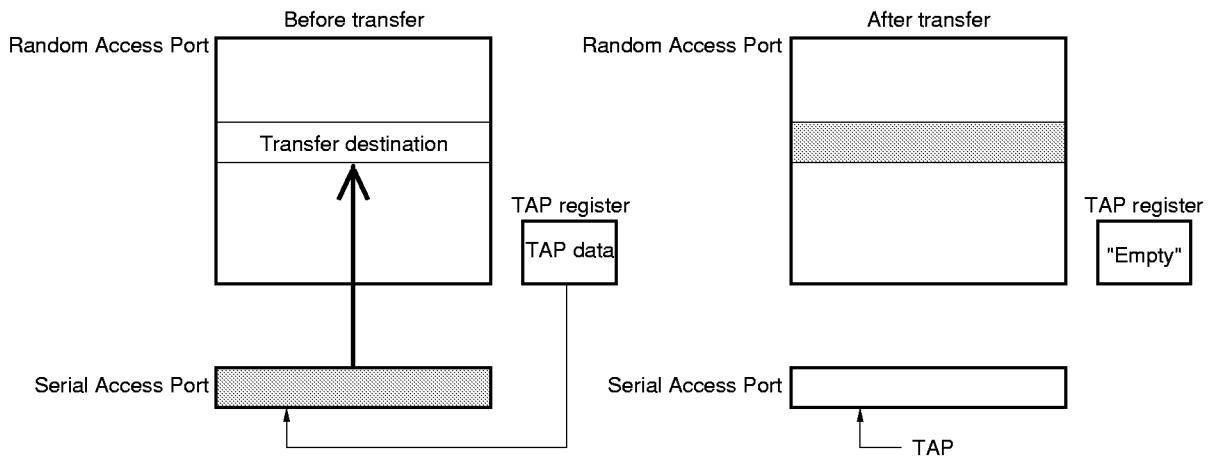 Before transfer
Random Access Port
Transfer destination
TAP register
TAP data
Serial Access Port
After transfer
Random Access Port
TAP register
"Empty"
Serial Access Port
TAP